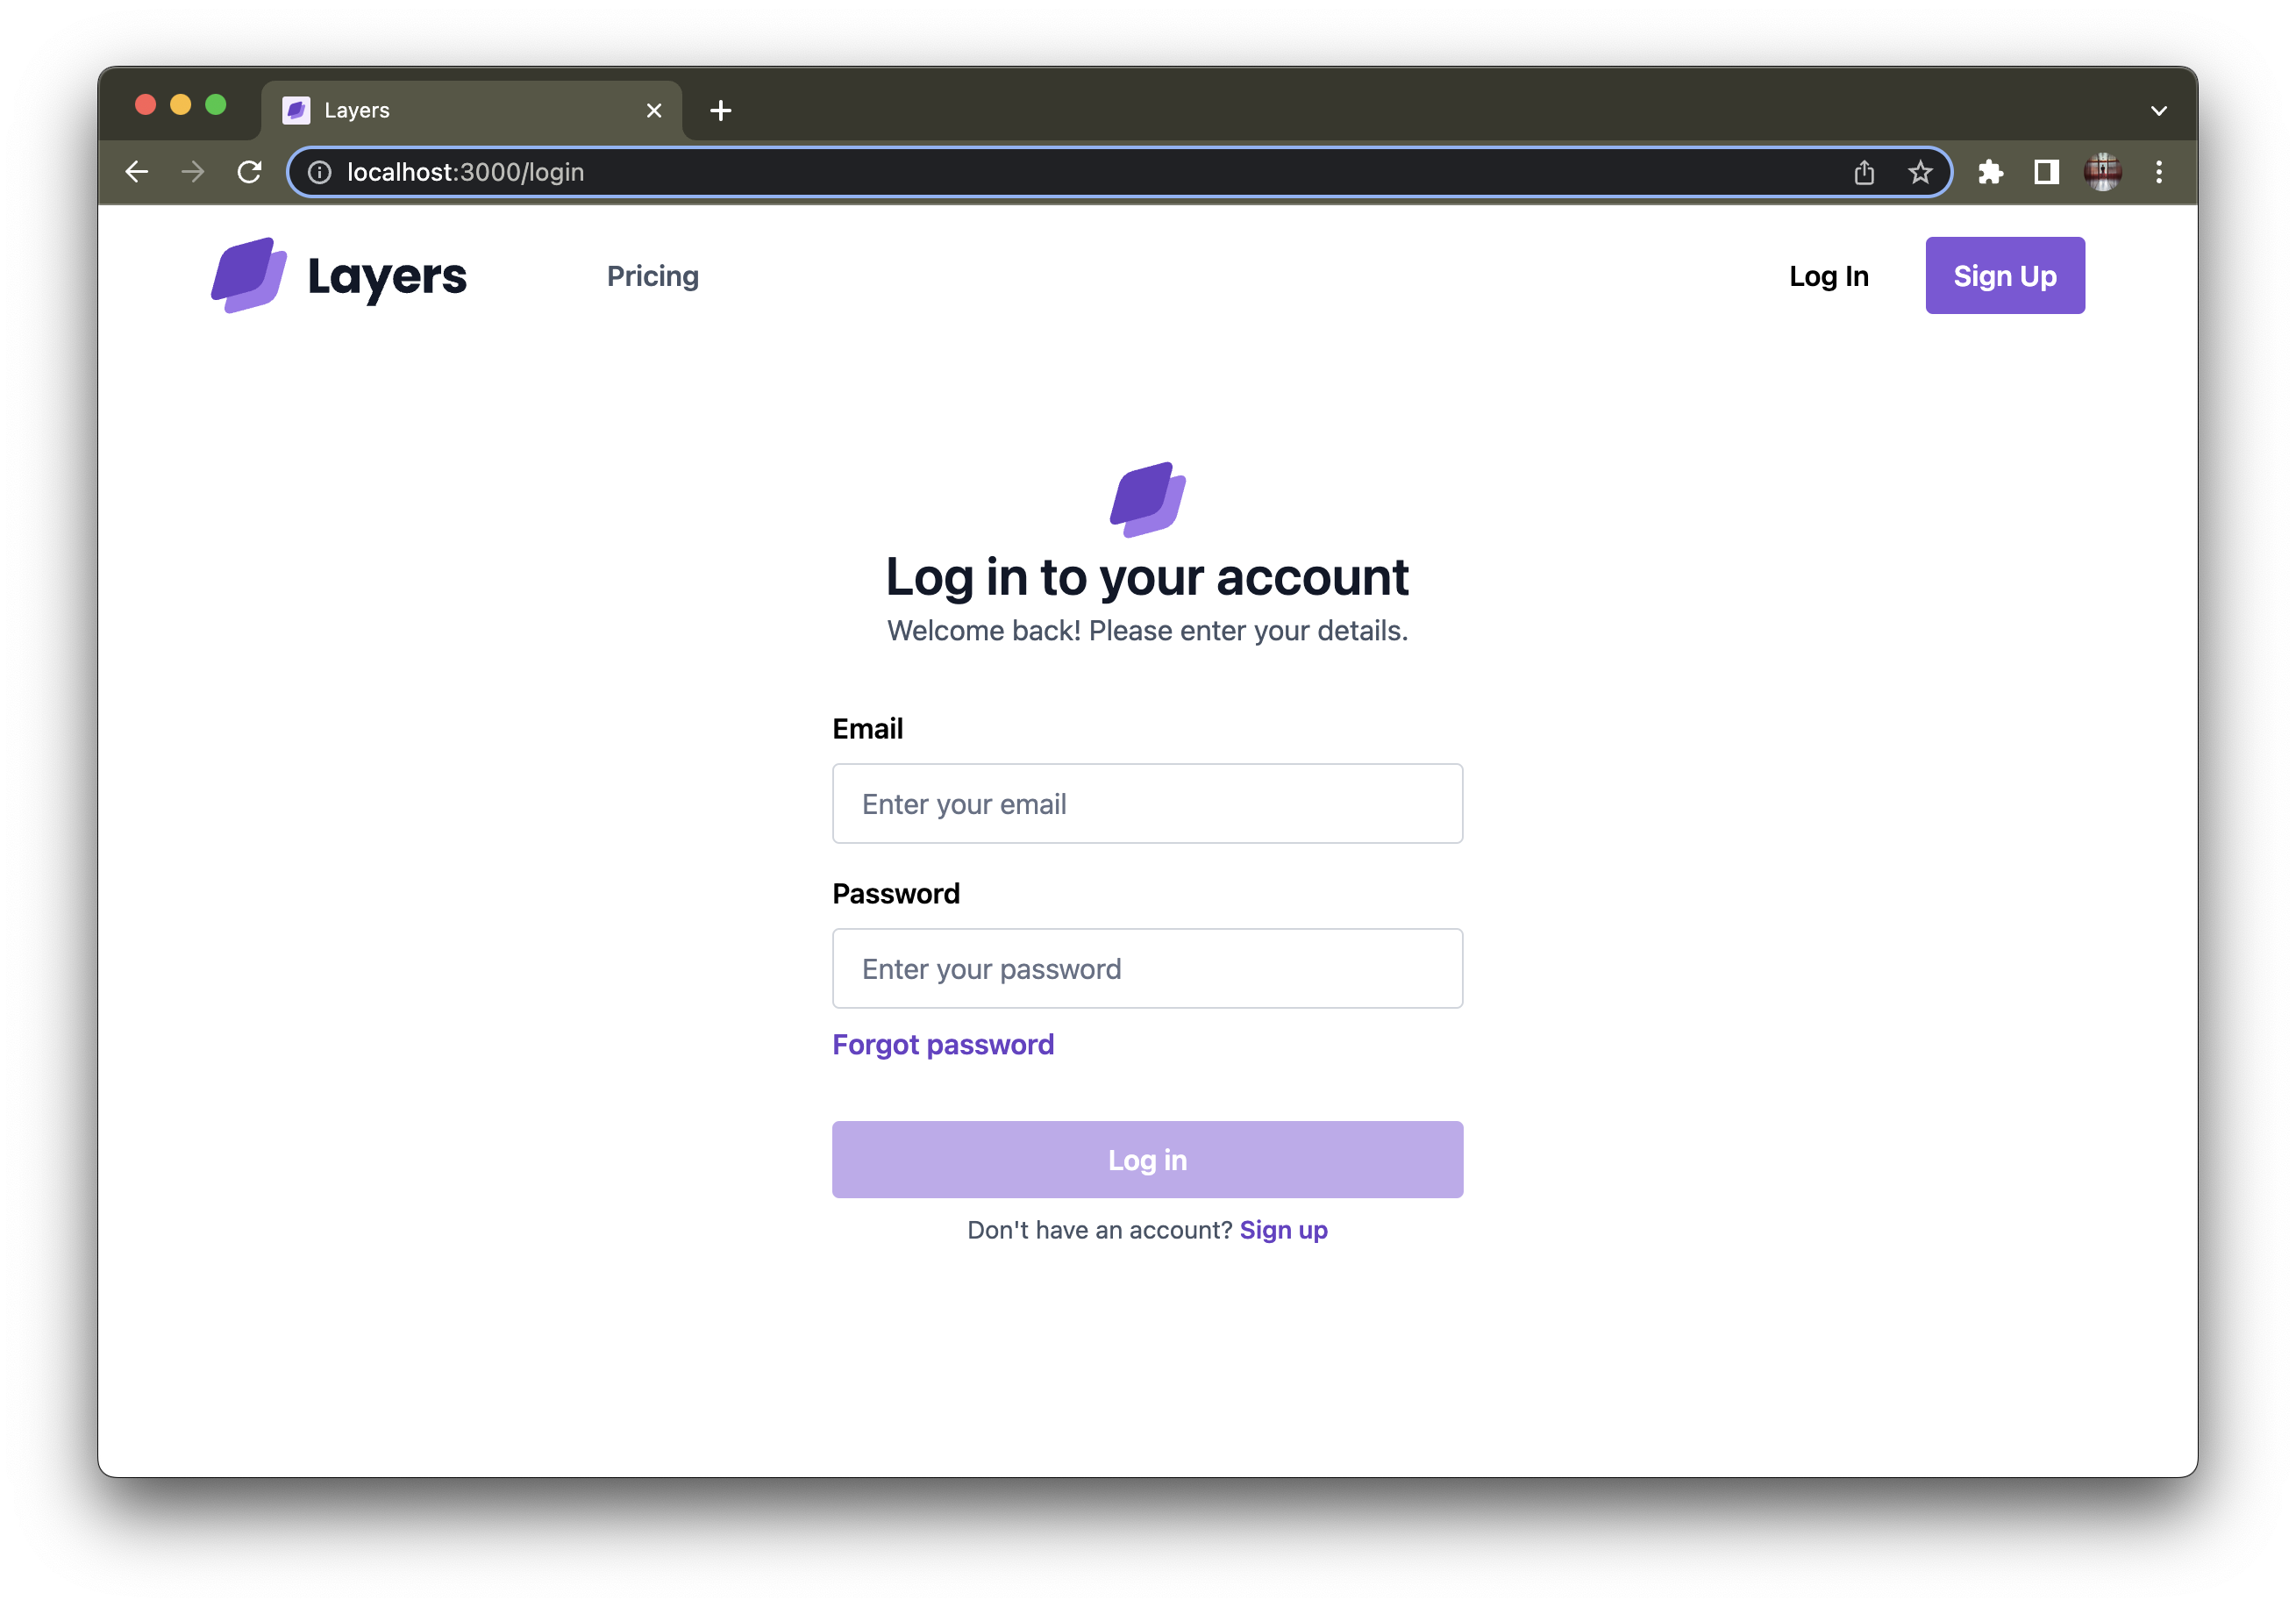 Layers
localhost:3000/login
Layers
Pricing
Log In
Sign Up
Log in to your account
Welcome back! Please enter your details.
Email
Enter your email
Password
Enter your password
Forgot password
Log in
Don't have an account? Sign up